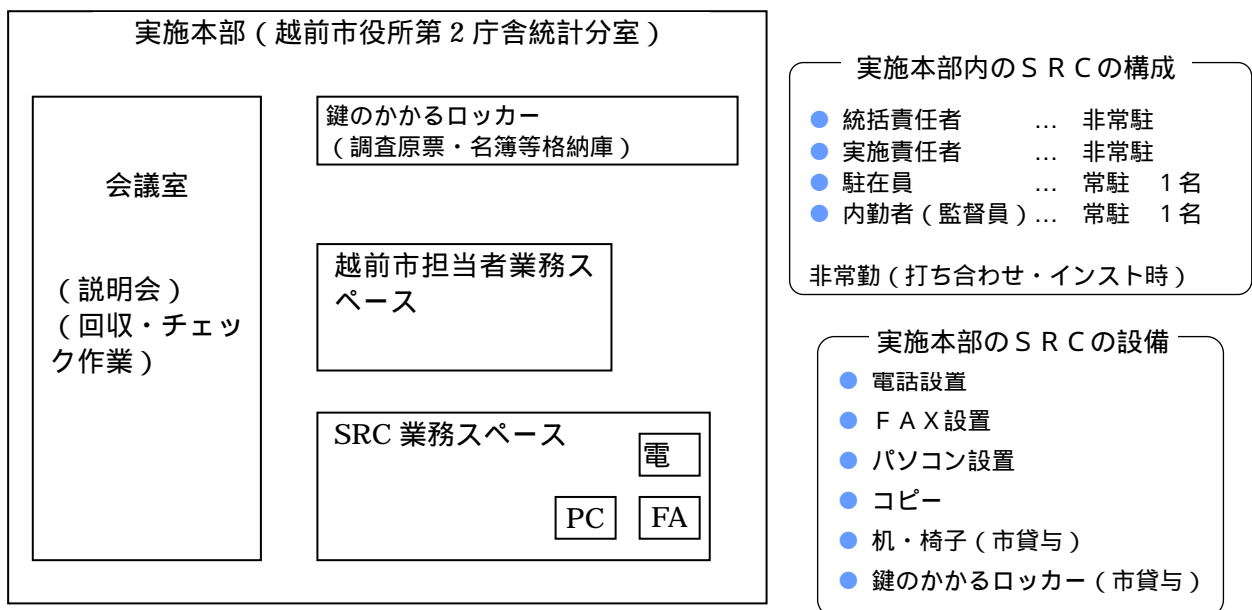 実施本部（越前市役所第２庁舎統計分室）
会議室
（説明会）
（回収・チェッ
ク作業）
鍵のかかるロッカー
（調査原票・名簿等格納庫）
越前市担当者業務ス
ペース
SRC 業務スペース
電
PC
FA
実施本部内のＳＲＣの構成
● 統括責任者 … 非常駐
● 実施責任者 … 非常駐
● 駐在員 … 常駐 １名
● 内勤者（監督員）… 常駐 １名
非常勤（打ち合わせ・インスト時）
実施本部のＳＲＣの設備
● 電話設置
● ＦＡＸ設置
● パソコン設置
● コピー
● 机・椅子（市貸与）
● 鍵のかかるロッカー（市貸与）